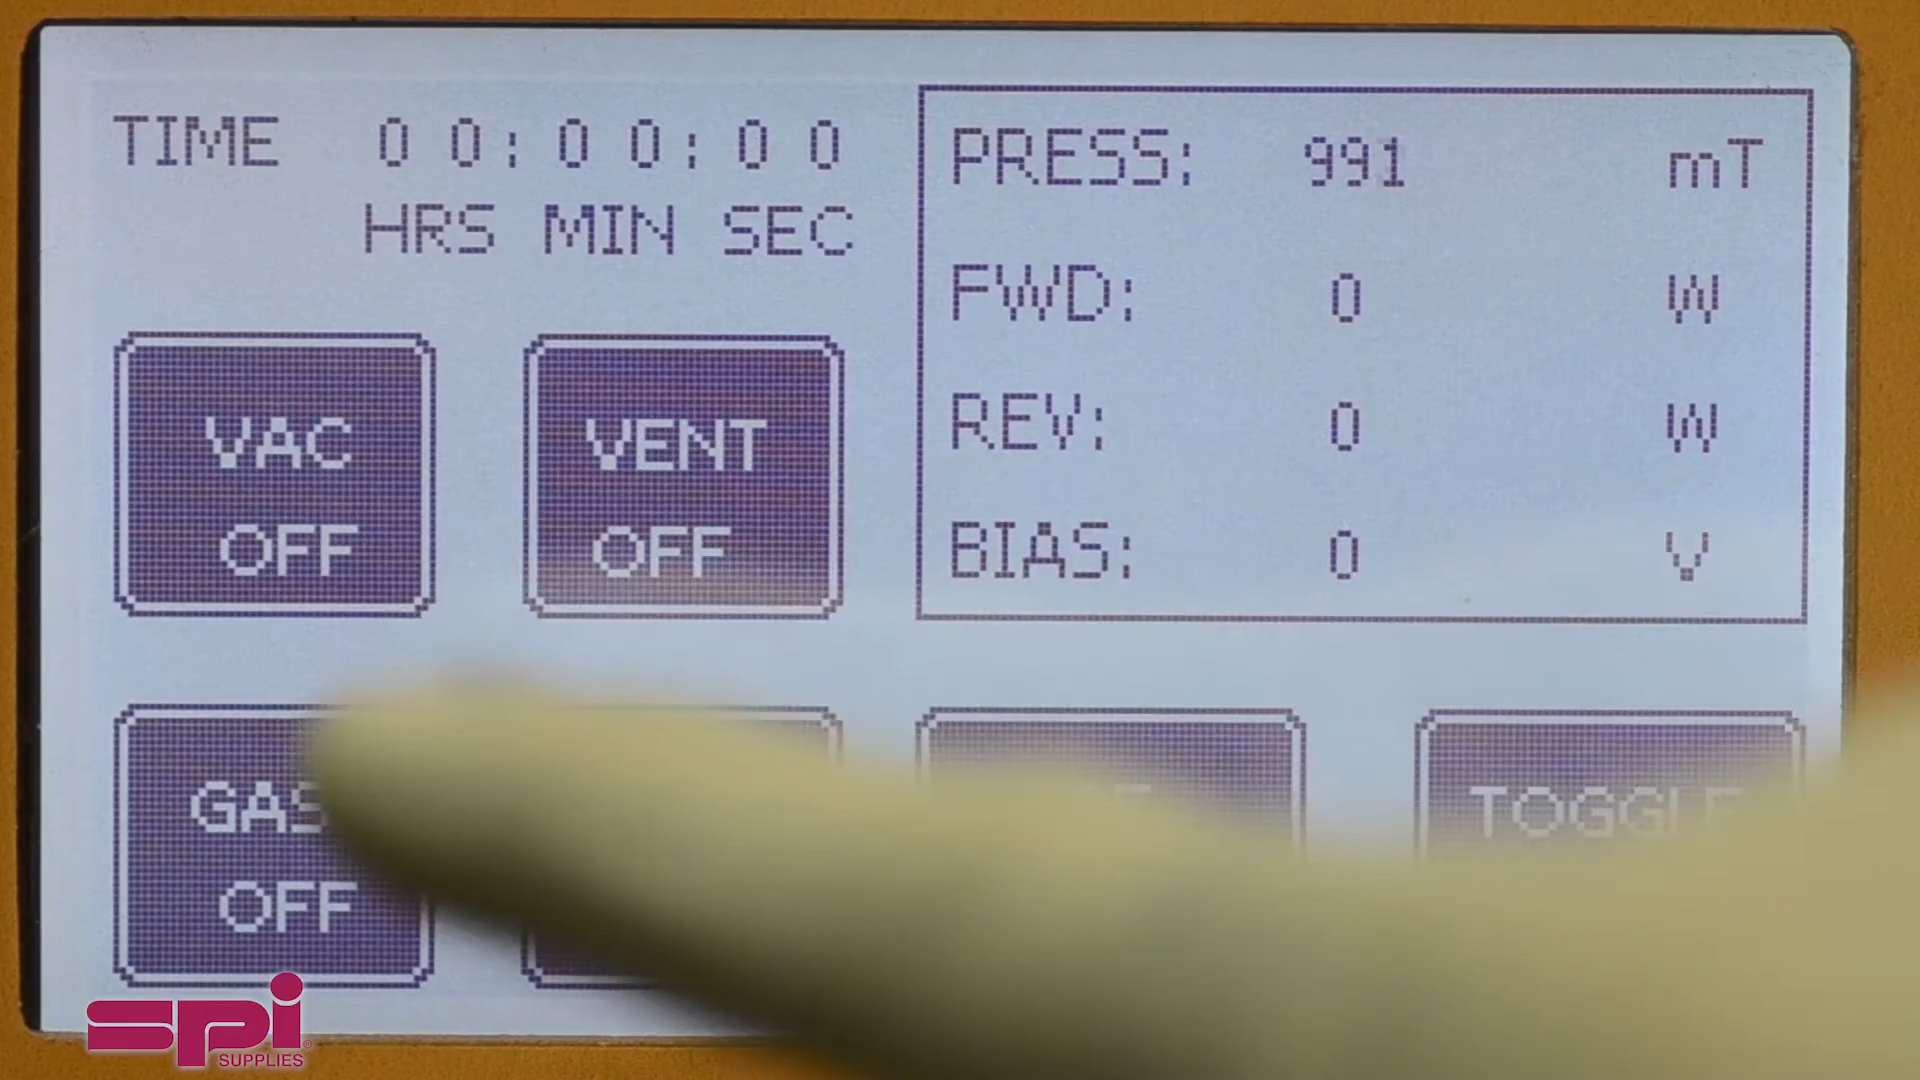 TIME 00:00:00
HRS MIN SEC
PRESS: 991 mT
FWD: 0 W
REV: 0 W
BIAS: 0 V
VAC
OFF
VENT
OFF
GAS
OFF
TOGGLE
spi
SUPPLIES